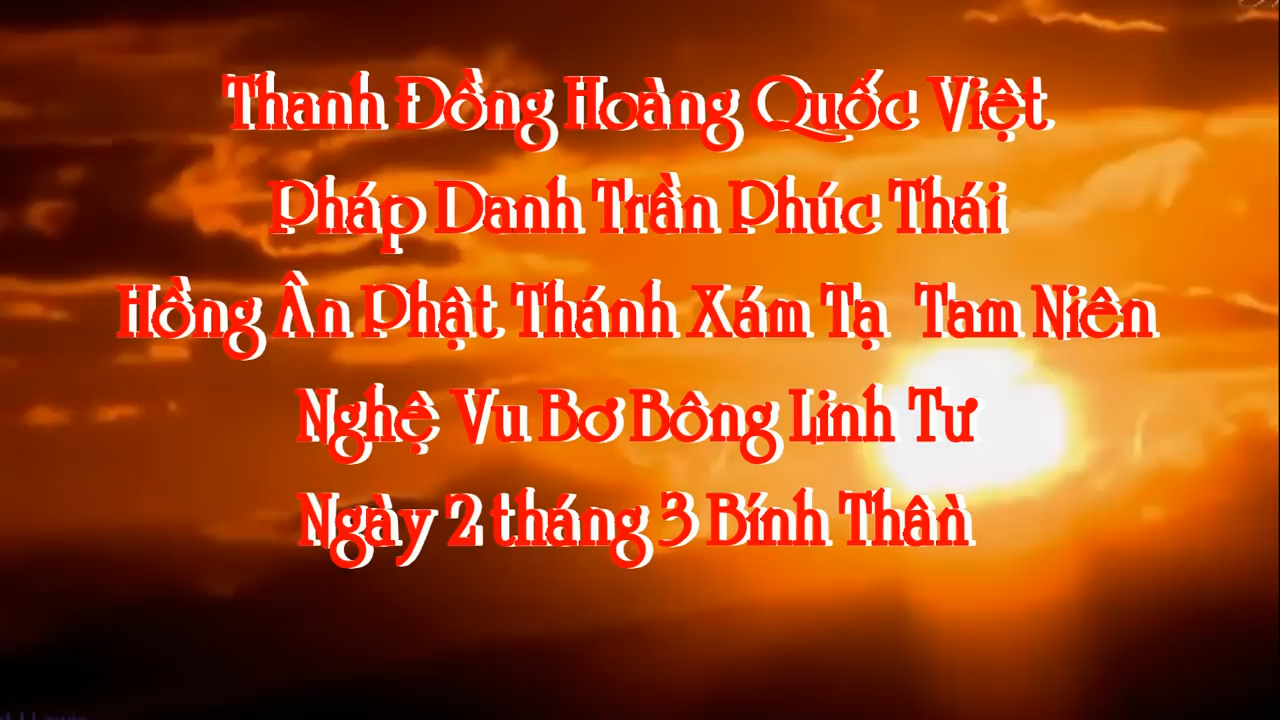 Thanh Đồng Hoàng Quốc Việt
Pháp Danh Trần Phúc Thái
Hồng Ân Phật Thánh Xám Tạ Tam Niên
Nghệ Vu Bơ Bông Linh Tư
Ngày 2 tháng 3 Bính Thân